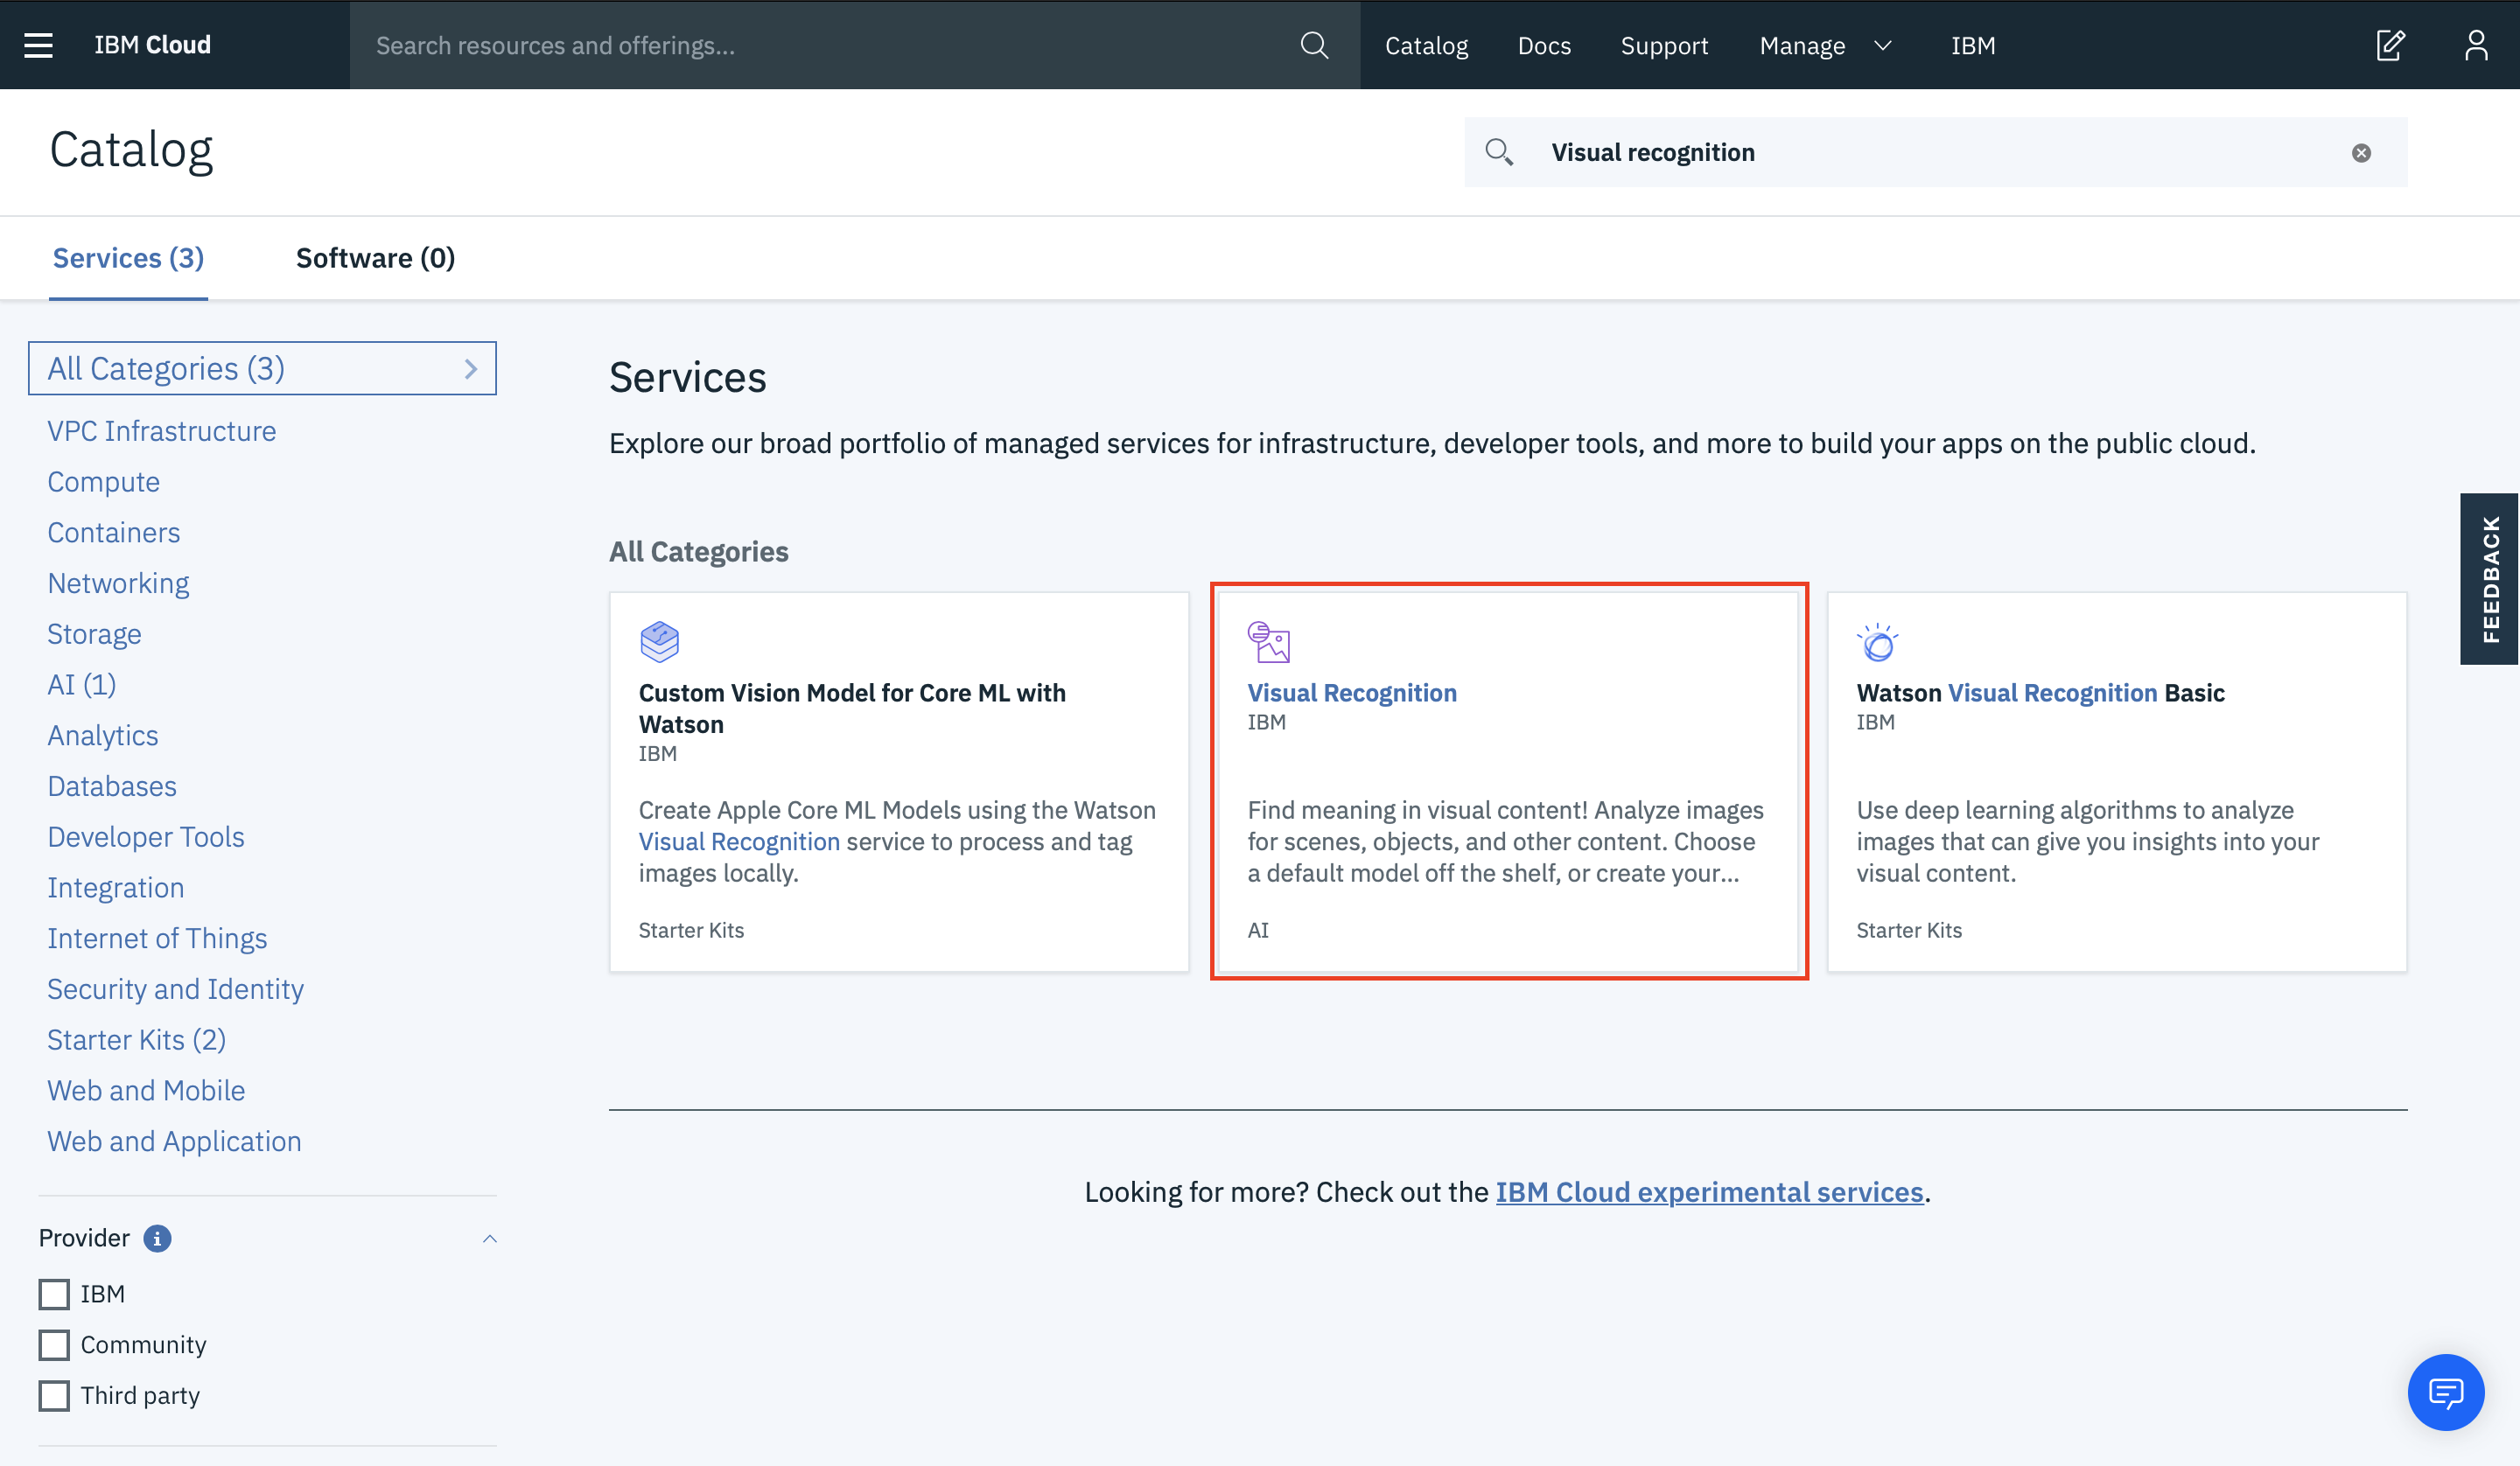 IBM Cloud
Search resources and offerings...
Catalog
Docs
Support
Manage
IBM
Catalog
Visual recognition
Services (3)
Software (0)
All Categories (3)
VPC Infrastructure
Compute
Containers
Networking
Storage
AI (1)
Analytics
Databases
Developer Tools
Integration
Internet of Things
Security and Identity
Starter Kits (2)
Web and Mobile
Web and Application
Provider
IBM
Community
Third party
Services
Explore our broad portfolio of managed services for infrastructure, developer tools, and more to build your apps on the public cloud.
All Categories
Custom Vision Model for Core ML with
Watson
IBM
Create Apple Core ML Models using the Watson
Visual Recognition service to process and tag
images locally.
Starter Kits
Visual Recognition
IBM
Find meaning in visual content! Analyze images
for scenes, objects, and other content. Choose
a default model off the shelf, or create your...
AI
Watson Visual Recognition Basic
IBM
Use deep learning algorithms to analyze
images that can give you insights into your
visual content.
Starter Kits
Looking for more? Check out the IBM Cloud experimental services.
FEEDBACK